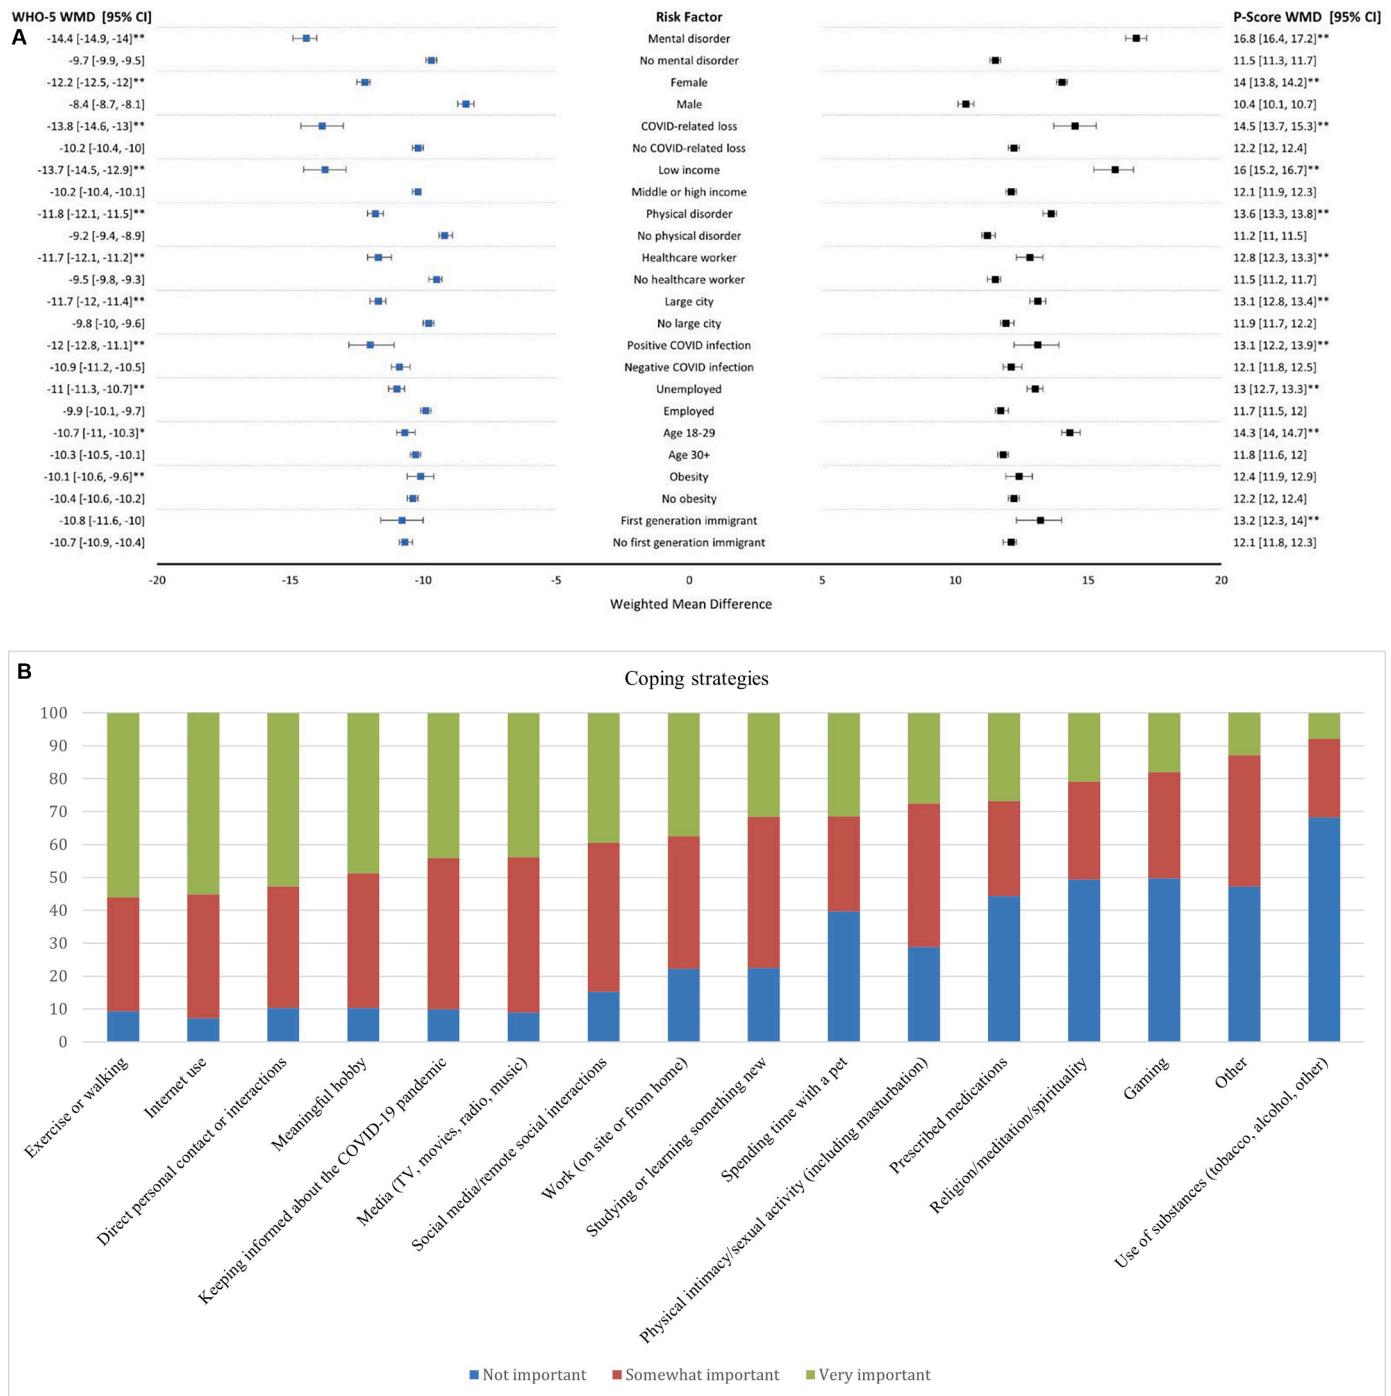 WHO-5 WMD [95% CI] Risk Factor P-Score WMD [95% CI]
A
-14.4 [-14.9, -14]** Mental disorder 16.8 [16.4, 17.2]**
-9.7 [-9.9, -9.5] No mental disorder 11.5 [11.3, 11.7]
-12.2 [-12.5, -12]** Female 14 [13.8, 14.2]**
-8.4 [-8.7, -8.1] Male 10.4 [10.1, 10.7]
-13.8 [-14.6, -13]** COVID-related loss 14.5 [13.7, 15.3]**
-10.2 [-10.4, -10] No COVID-related loss 12.2 [12, 12.4]
-13.7 [-14.5, -12.9]** Low income 16 [15.2, 16.7]**
-10.2 [-10.4, -10.1] Middle or high income 12.1 [11.9, 12.3]
-11.8 [-12.1, -11.5]** Physical disorder 13.6 [13.3, 13.8]**
-9.2 [-9.4, -8.9] No physical disorder 11.2 [11, 11.5]
-11.7 [-12.1, -11.2]** Healthcare worker 12.8 [12.3, 13.3]**
-9.5 [-9.8, -9.3] No healthcare worker 11.5 [11.2, 11.7]
-11.7 [-12, -11.4]** Large city 13.1 [12.8, 13.4]**
-9.8 [-10, -9.6] No large city 11.9 [11.7, 12.2]
-12 [-12.8, -11.1]** Positive COVID infection 13.1 [12.2, 13.9]**
-10.9 [-11.2, -10.5] Negative COVID infection 12.1 [11.8, 12.5]
-11 [-11.3, -10.7]** Unemployed 13 [12.7, 13.3]**
-9.9 [-10.1, -9.7] Employed 11.7 [11.5, 12]
-10.7 [-11, -10.3]* Age 18-29 14.3 [14, 14.7]**
-10.3 [-10.5, -10.1] Age 30+ 11.8 [11.6, 12]
-10.1 [-10.6, -9.6]** Obesity 12.4 [11.9, 12.9]
-10.4 [-10.6, -10.2] No obesity 12.2 [12, 12.4]
-10.8 [-11.6, -10] First generation immigrant 13.2 [12.3, 14]**
-10.7 [-10.9, -10.4] No first generation immigrant 12.1 [11.8, 12.3]
-20 -15 -10 -5 0 5 10 15 20
Weighted Mean Difference
B
Coping strategies
100
90
80
70
60
50
40
30
20
10
0
Exercise or walking
Internet use
Direct personal contact or interactions
Meaningful hobby
Keeping informed about the COVID-19 pandemic
Media (TV, movies, radio, music)
Social media/remote social interactions
Work (on site or from home)
Studying or learning something new
Spending time with a pet
Physical intimacy/sexual activity (including masturbation)
Prescribed medications
Religion/meditation/spirituality
Gaming
Other
Use of substances (tobacco, alcohol, other)
Not important Somewhat important Very important